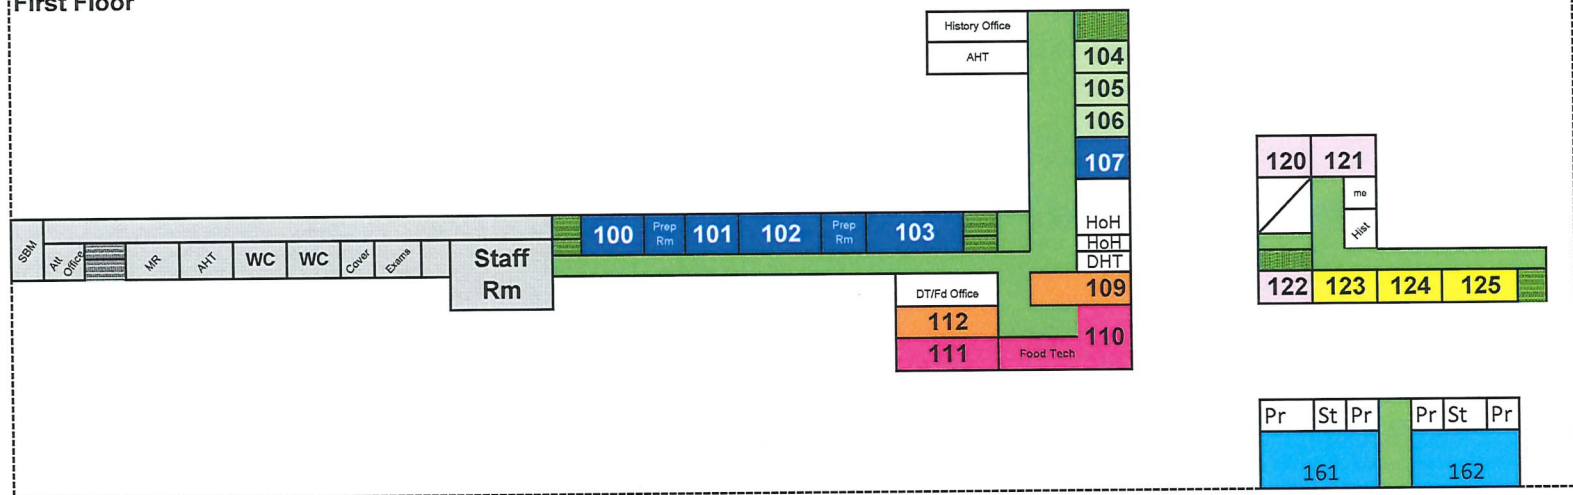 First Floor
History Office
AHT
104
105
106
107
HoH
HoH
DHT
109
110
SBM
Att Office
MR
AHT
WC
WC
Cover
Exams
Staff
Rm
100
Prep
Rm
101
102
Prep
Rm
103
DT/Fd Office
112
111
Food Tech
120
121
me
Hist
122
123
124
125
Pr
St
Pr
Pr
St
Pr
161
162